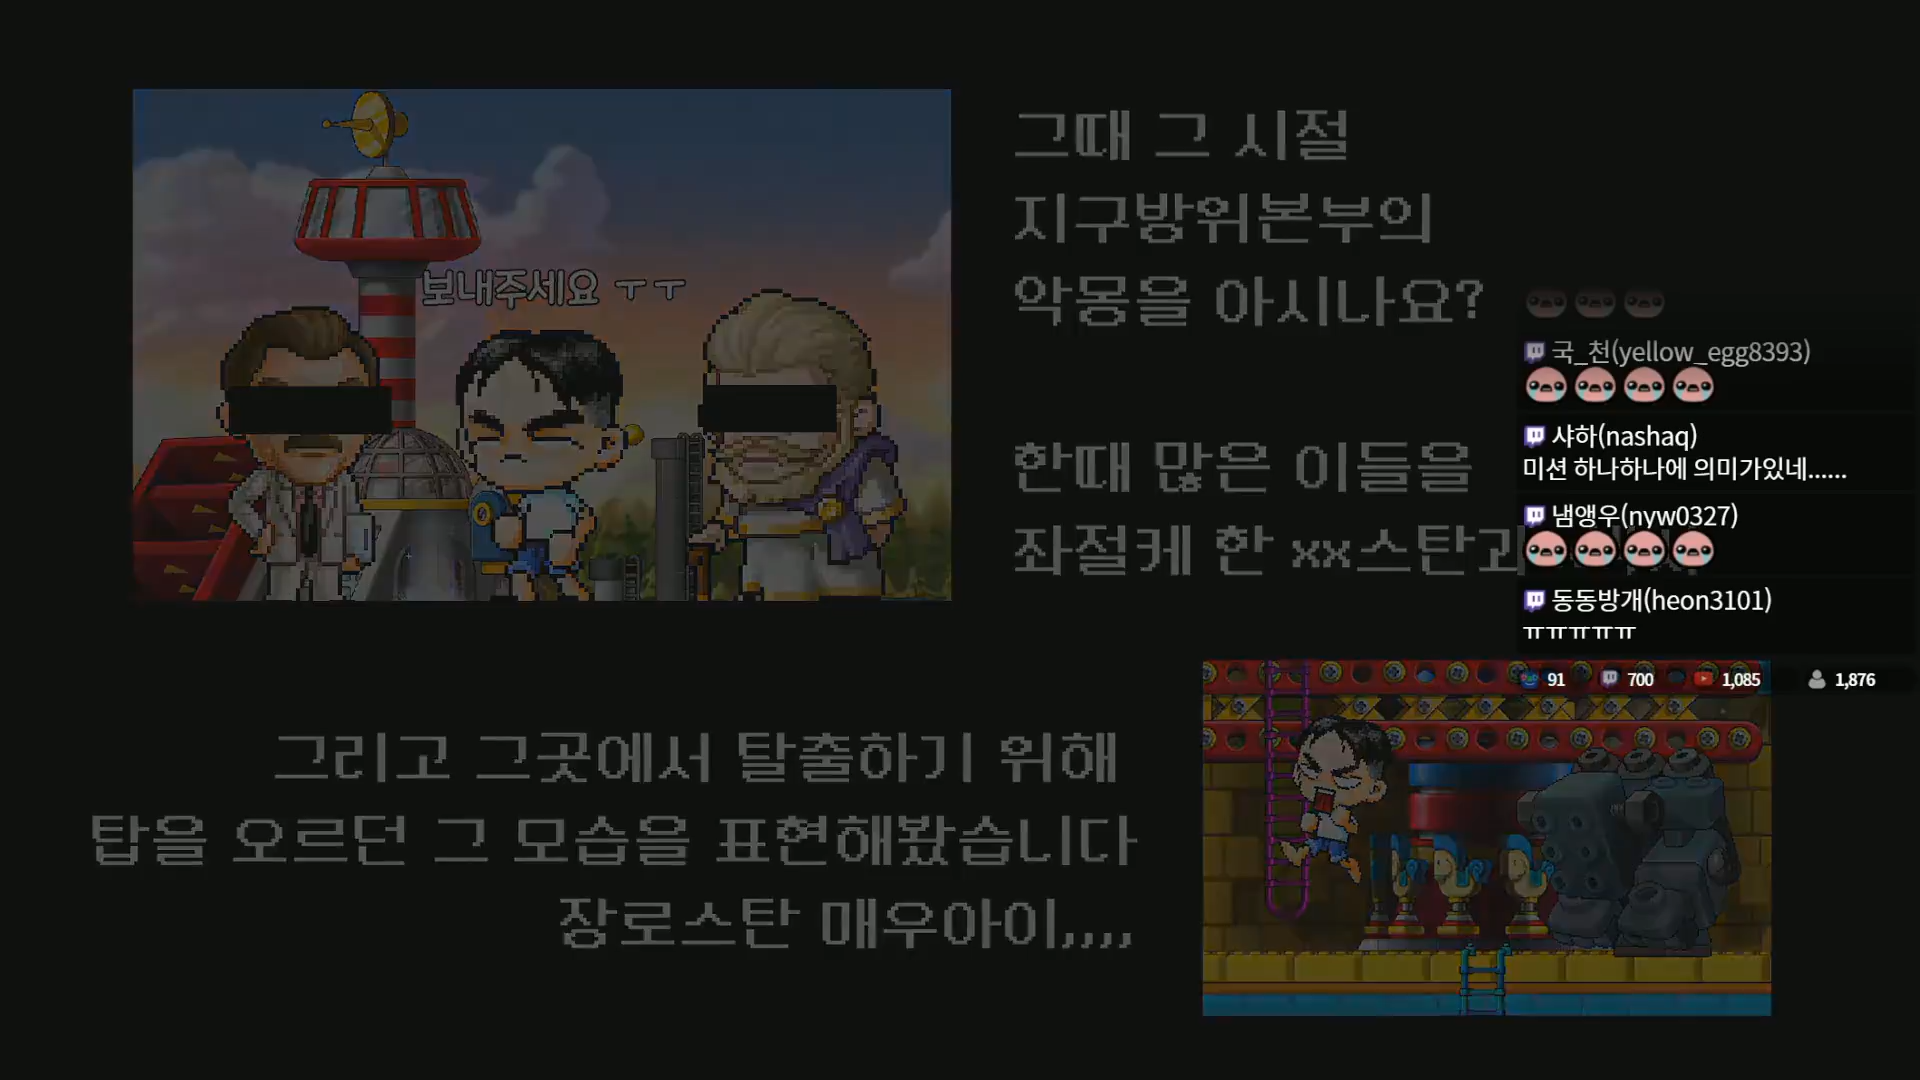 보내주세요 ㅜㅜ
그때 그 시절
지구방위본부의
악몽을 아시나요?
한때 많은 이들을
좌절케 한 xx스탄고
그리고 그곳에서 탈출하기 위해
탑을 오르던 그 모습을 표현해봤습니다
장로스탄 매우아이,,,,
국_천(yellow_egg8393)
샤하(nashaq)
미션 하나하나에 의미가있네......
냄앵우(nyw0327)
동동방개(heon3101)
ㅠㅠㅠㅠㅠ
91 700 1,085 1,876